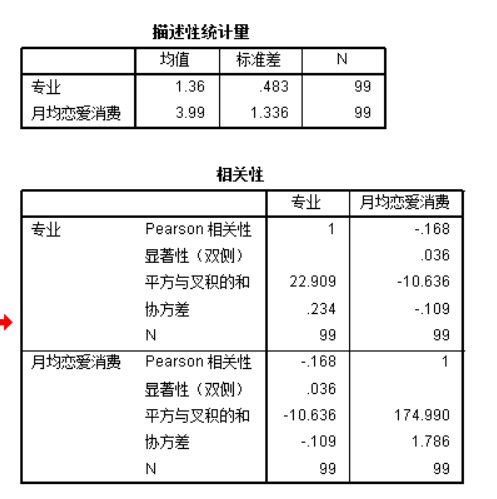 描述性统计量
均值 标准差 N
专业 1.36 .483 99
月均恋爱消费 3.99 1.336 99
相关性
专业 月均恋爱消费
专业 Pearson 相关性 1 -.168
显著性（双侧） .036
平方与叉积的和 22.909 -10.636
协方差 .234 -.109
N 99 99
月均恋爱消费 Pearson 相关性 -.168 1
显著性（双侧） .036
平方与叉积的和 -10.636 174.990
协方差 -.109 1.786
N 99 99